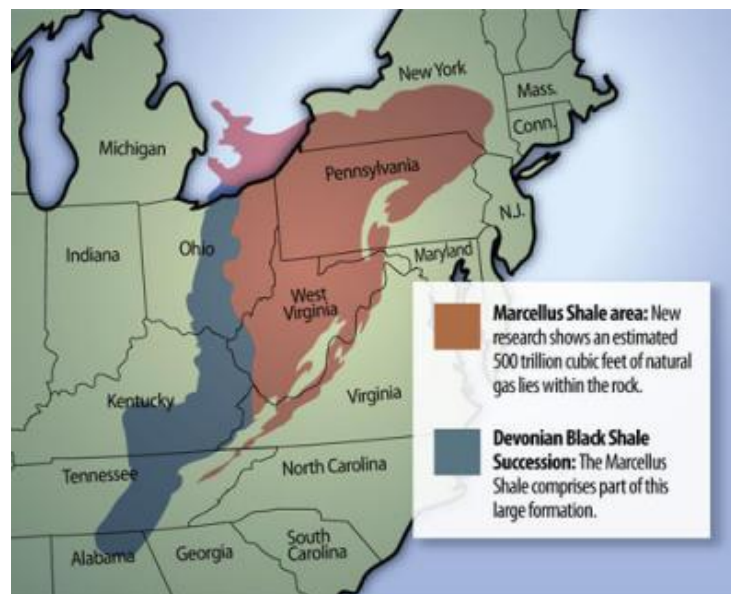 New York
Mass.
Michigan
Conn.
Pennsylvania
N.J.
Ohio
Maryland
Indiana
West
Virginia
Marcellus Shale area: New
research shows an estimated
500 trillion cubic feet of natural
gas lies within the rock.
Virginia
Kentucky
Devonian Black Shale
Succession: The Marcellus
Shale comprises part of this
large formation.
North Carolina
Tennessee
South
Carolina
Georgia
Alabama